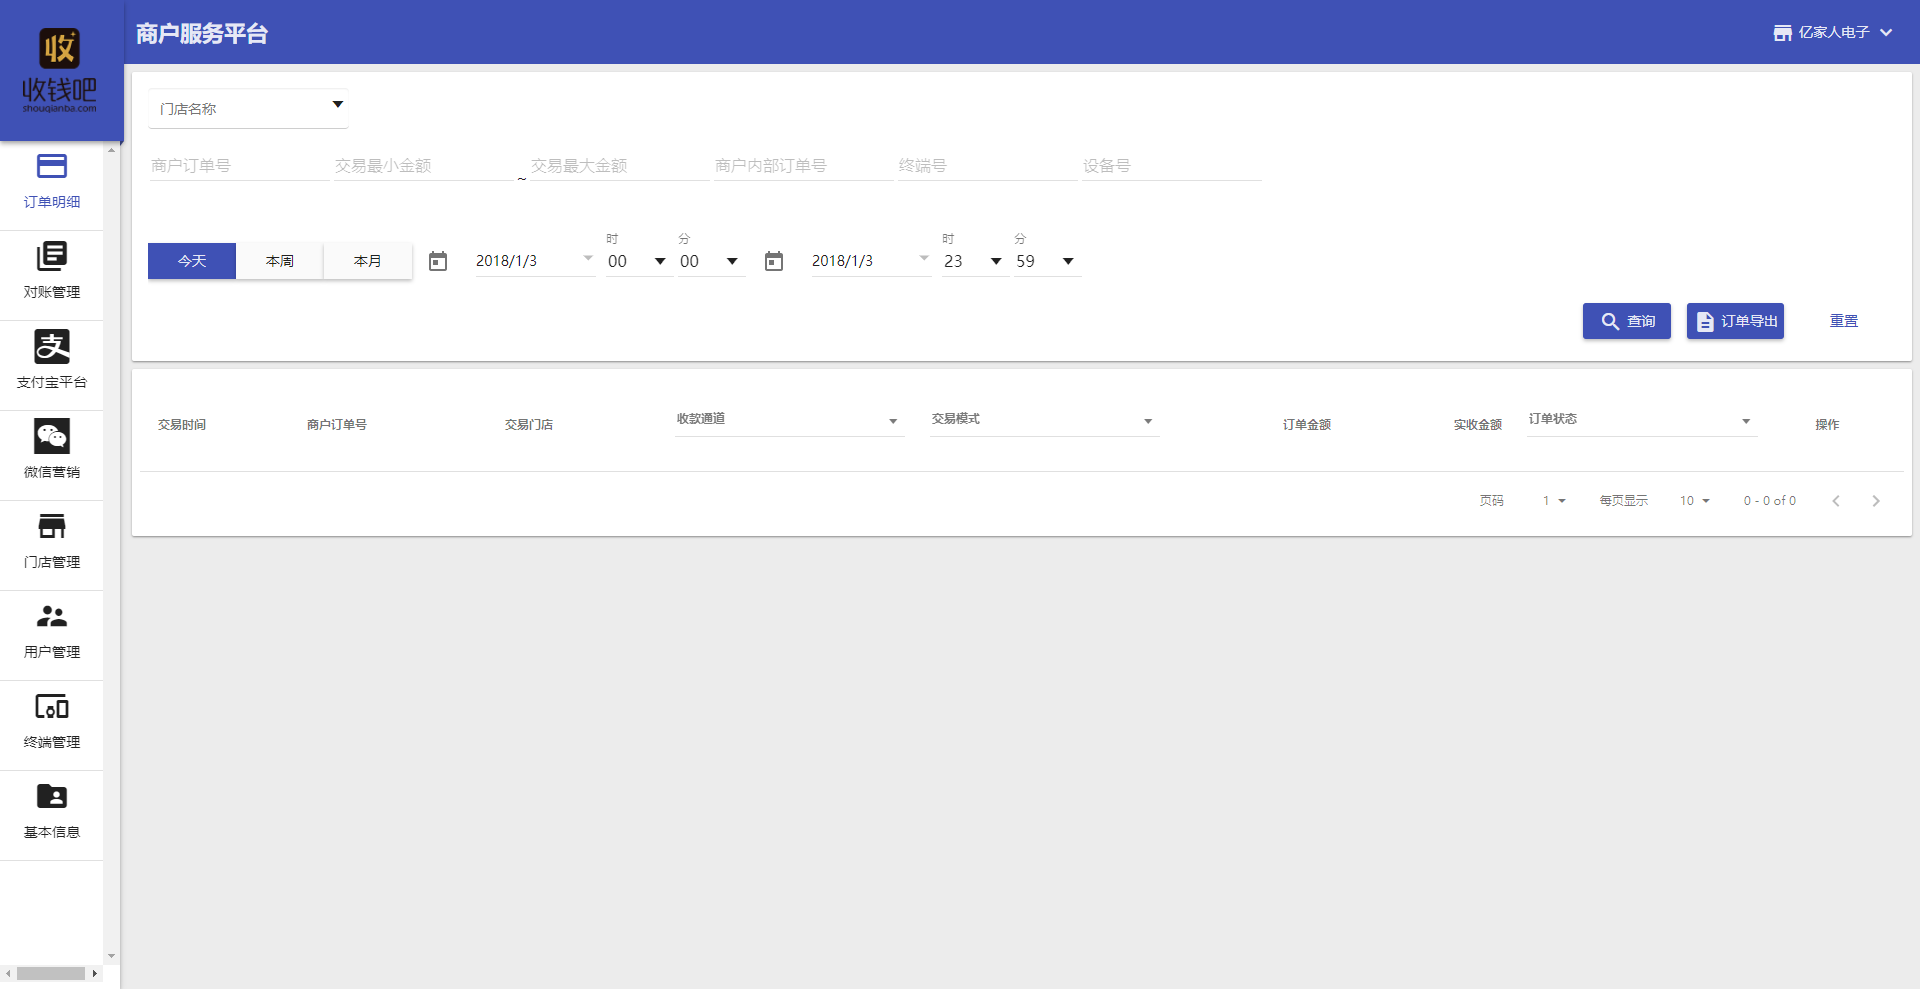 收
收钱吧
shouqianba.com
商户服务平台
亿家人电子
订单明细
对账管理
支
支付宝平台
微信营销
门店管理
用户管理
终端管理
基本信息
门店名称
商户订单号 交易最小金额 ~ 交易最大金额 商户内部订单号 终端号 设备号
时 分 时 分
今天 本周 本月 2018/1/3 00 00 2018/1/3 23 59
查询 订单导出 重置
交易时间 商户订单号 交易门店 收款通道 交易模式 订单金额 实收金额 订单状态 操作
页码 1 每页显示 10 0 - 0 of 0